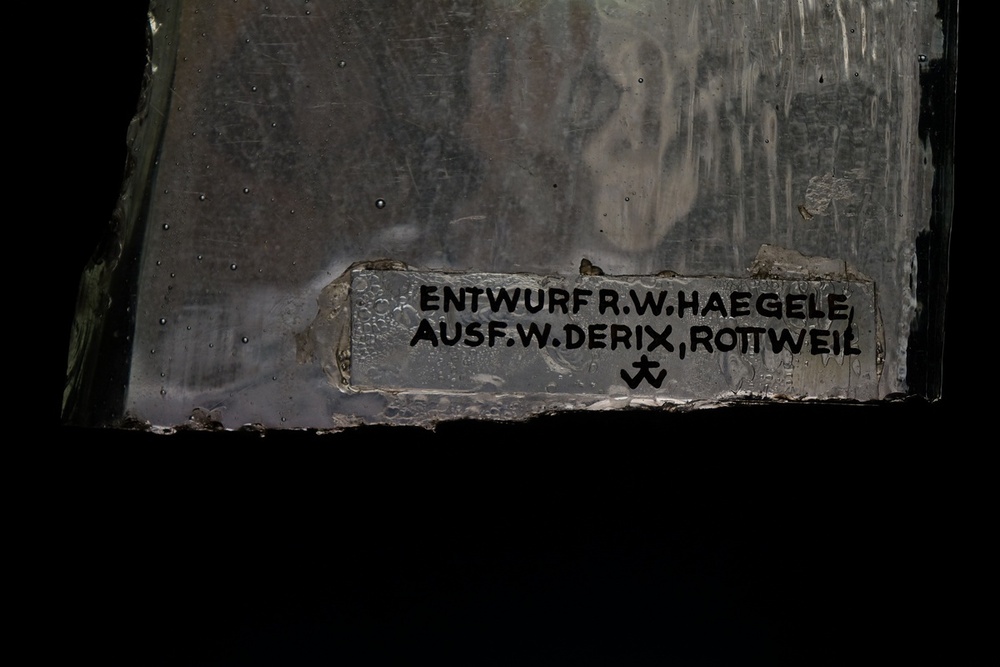 ENTWURF R.W.HAEGELE,
AUSF.W.DERIX,ROTTWEIL